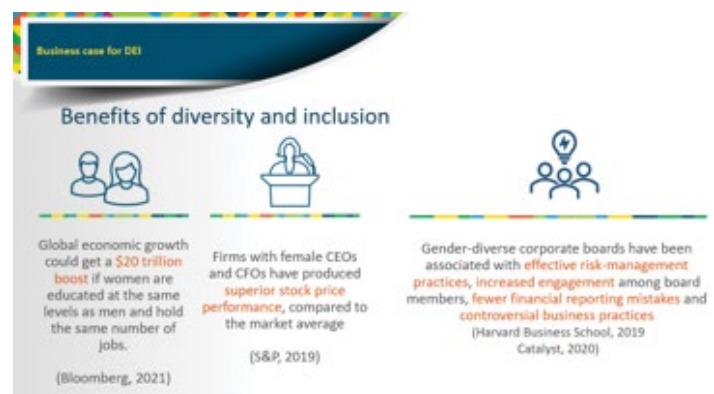 Business case for DEI
Benefits of diversity and inclusion
Global economic growth
could get a $20 trillion
boost if women are
educated at the same
levels as men and hold
the same number of
jobs.
(Bloomberg, 2021)
Firms with female CEOs
and CFOs have produced
superior stock price
performance, compared to
the market average
(S&P, 2019)
Gender-diverse corporate boards have been
associated with effective risk-management
practices, increased engagement among board
members, fewer financial reporting mistakes and
controversial business practices
(Harvard Business School, 2019
Catalyst, 2020)